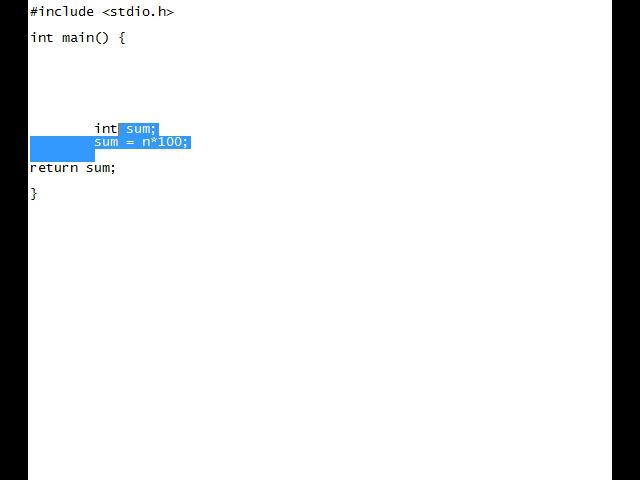 #include <stdio.h>
int main() {
int sum;
sum = n*100;
return sum;
}